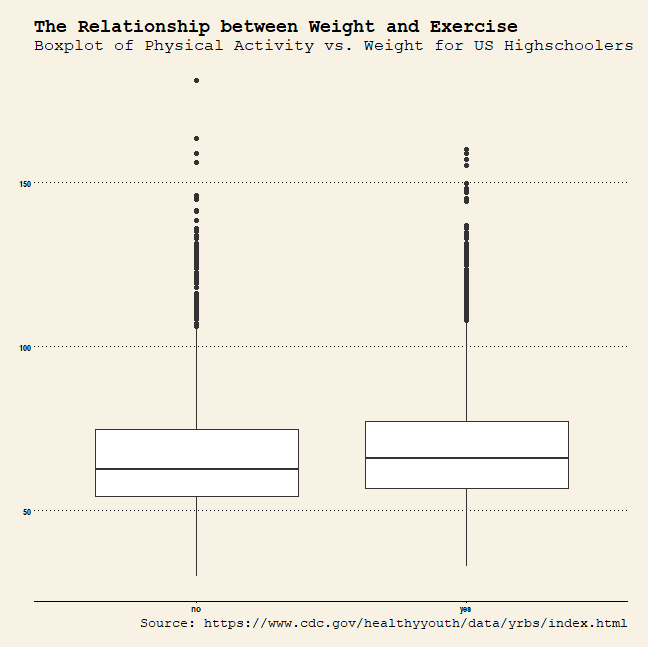 The Relationship between Weight and Exercise
Boxplot of Physical Activity vs. Weight for US Highschoolers
150
100
50
no
yes
Source: https://www.cdc.gov/healthyyouth/data/yrbs/index.html